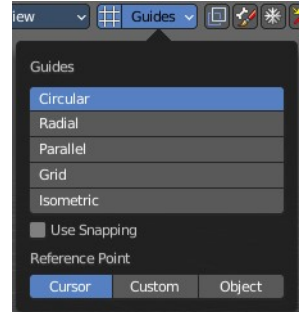 iew Guides
Guides
Circular
Radial
Parallel
Grid
Isometric
Use Snapping
Reference Point
Cursor Custom Object